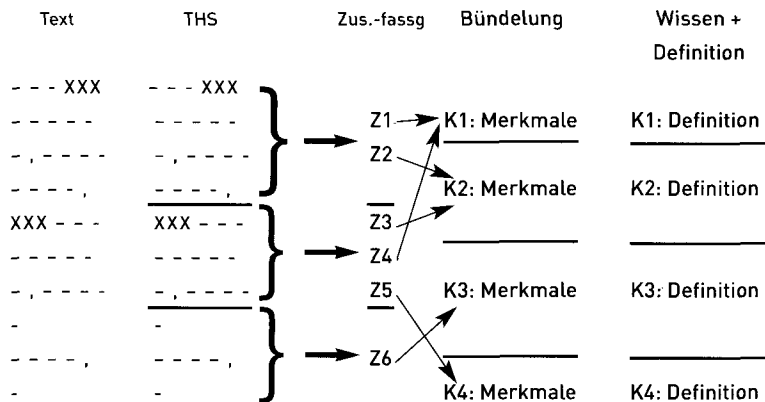 Text THS Zus.-fassg Bündelung Wissen +
Definition
- - - XXX - - - XXX
- - - - - - - - - - Z1 K1: Merkmale K1: Definition
- , - - - - - , - - - - Z2
- - - - , - - - - , K2: Merkmale K2: Definition
XXX - - - XXX - - - Z3
- - - - - - - - - - Z4
- , - - - - - , - - - - Z5 K3: Merkmale K3: Definition
- -
- - - - , - - - - , Z6
- - K4: Merkmale K4: Definition